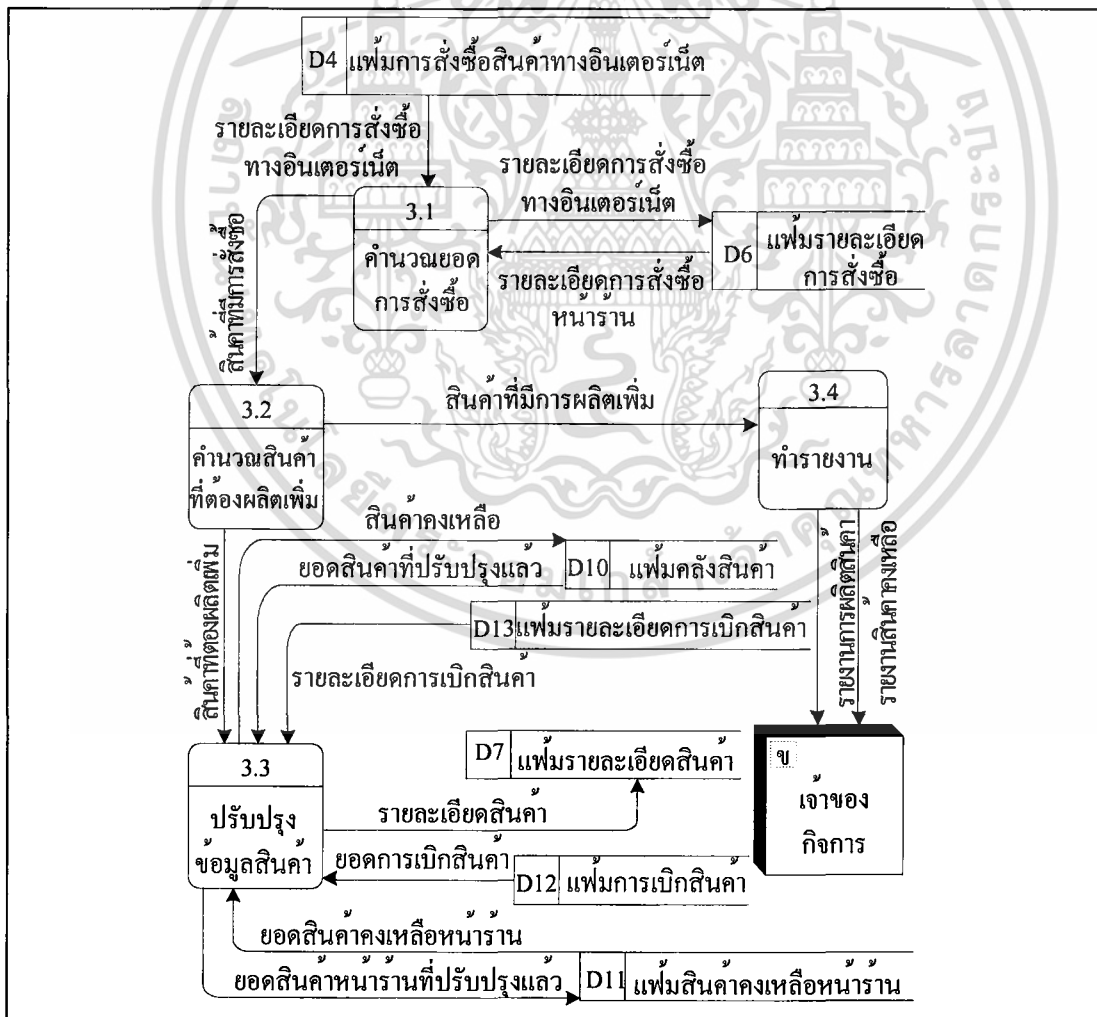 D4 แฟ้มการสั่งซื้อสินค้าทางอินเตอร์เน็ต
รายละเอียดการสั่งซื้อ
ทางอินเตอร์เน็ต
รายละเอียดการสั่งซื้อ
ทางอินเตอร์เน็ต
3.1
คำนวณยอด
การสั่งซื้อ
D6 แฟ้มรายละเอียด
การสั่งซื้อ
รายละเอียดการสั่งซื้อ
หน้าร้าน
สินค้าที่มีการสั่งซื้อ
3.2
คำนวณสินค้า
ที่ต้องผลิตเพิ่ม
สินค้าที่มีการผลิตเพิ่ม
3.4
ทำรายงาน
สินค้าคงเหลือ
ยอดสินค้าที่ปรับปรุงแล้ว
D10 แฟ้มคลังสินค้า
D13 แฟ้มรายละเอียดการเบิกสินค้า
รายละเอียดการเบิกสินค้า
สินค้าที่ต้องผลิตเพิ่ม
รายงานการผลิตสินค้า
รายงานสินค้าคงเหลือ
3.3
ปรับปรุง
ข้อมูลสินค้า
D7 แฟ้มรายละเอียดสินค้า
รายละเอียดสินค้า
ข
เจ้าของ
กิจการ
ยอดการเบิกสินค้า
D12 แฟ้มการเบิกสินค้า
ยอดสินค้าคงเหลือหน้าร้าน
ยอดสินค้าหน้าร้านที่ปรับปรุงแล้ว
D11 แฟ้มสินค้าคงเหลือหน้าร้าน